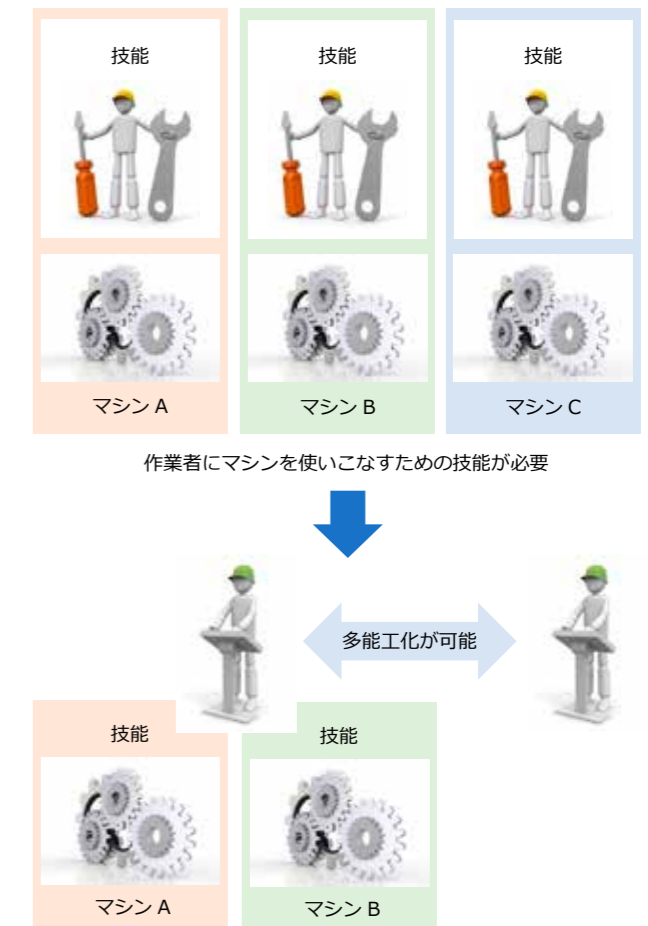 技能
技能
技能
マシン A
マシン B
マシン C
作業者にマシンを使いこなすための技能が必要
多能工化が可能
技能
技能
マシン A
マシン B